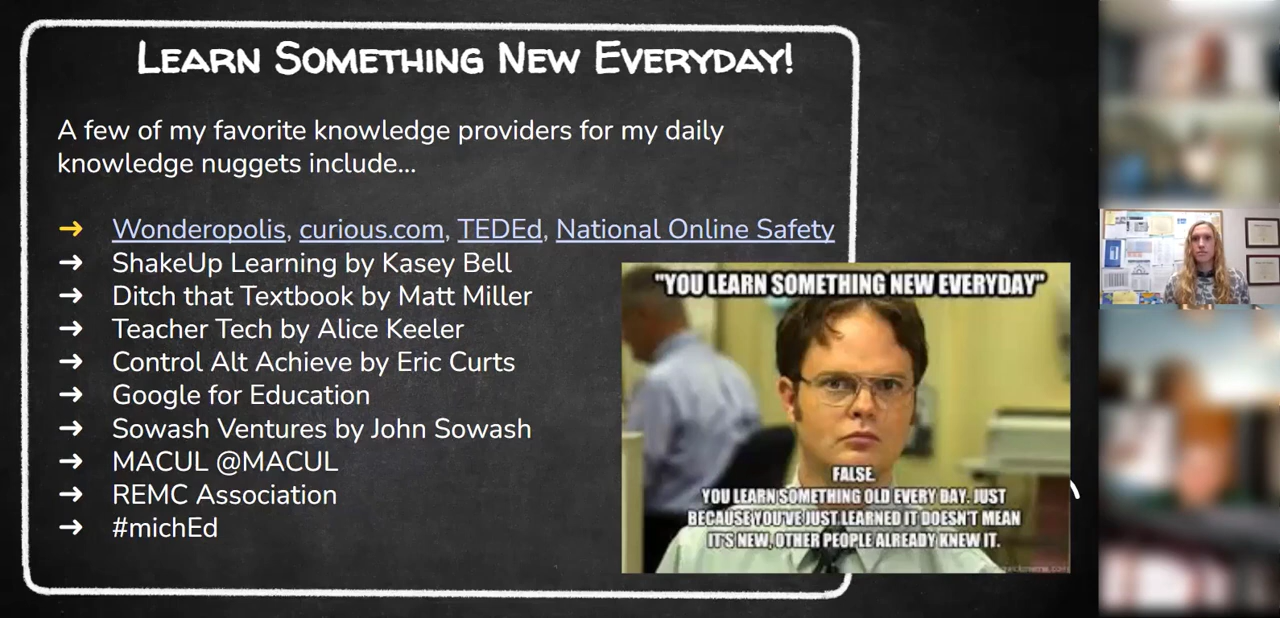 LEARN SOMETHING NEW EVERYDAY!
A few of my favorite knowledge providers for my daily
knowledge nuggets include...
➔ Wonderopolis, curious.com, TEDEd, National Online Safety
➔ ShakeUp Learning by Kasey Bell
➔ Ditch that Textbook by Matt Miller
➔ Teacher Tech by Alice Keeler
➔ Control Alt Achieve by Eric Curts
➔ Google for Education
➔ Sowash Ventures by John Sowash
➔ MACUL @MACUL
➔ REMC Association
➔ #michEd
"YOU LEARN SOMETHING NEW EVERYDAY"
FALSE.
YOU LEARN SOMETHING OLD EVERY DAY. JUST
BECAUSE YOU'VE JUST LEARNED IT DOESN'T MEAN
IT'S NEW, OTHER PEOPLE ALREADY KNEW IT.